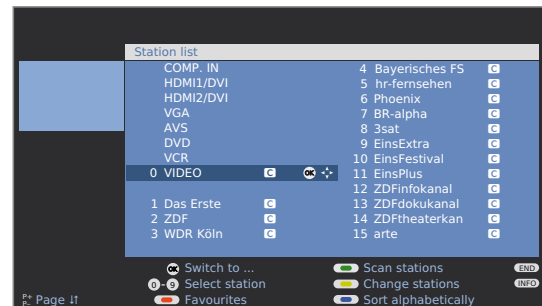 Station list
COMP. IN
HDMI1/DVI
HDMI2/DVI
VGA
AVS
DVD
VCR
0 VIDEO C OK
1 Das Erste C
2 ZDF C
3 WDR Köln C
4 Bayerisches FS C
5 hr-fernsehen C
6 Phoenix C
7 BR-alpha C
8 3sat C
9 EinsExtra C
10 EinsFestival C
11 EinsPlus C
12 ZDFinfokanal C
13 ZDFdokukanal C
14 ZDFtheaterkan C
15 arte C
OK Switch to ...
0-9 Select station
P+ P- Page
Favourites
Scan stations END
Change stations INFO
Sort alphabetically